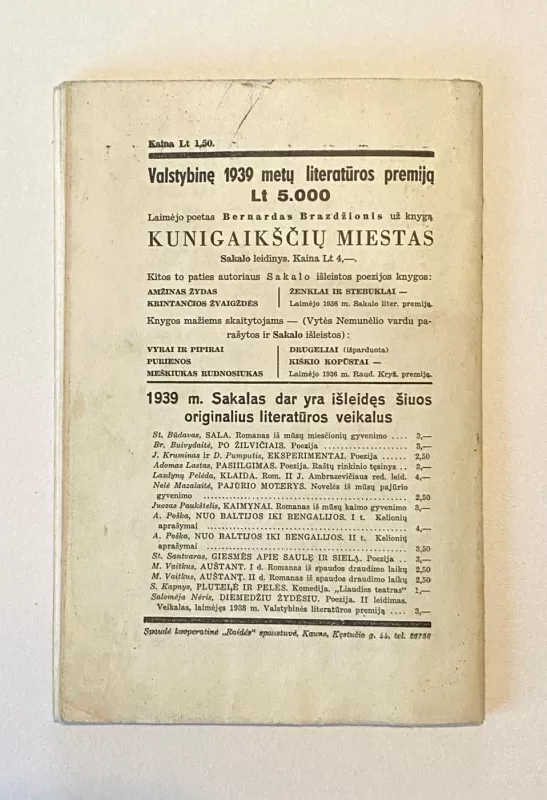 Kaina Lt 1,50.
Valstybinę 1939 metų literatūros premiją
Lt 5.000
Laimėjo poetas Bernardas Brazdžionis už knygą
KUNIGAIKŠČIŲ MIESTAS
Sakalo leidinys. Kaina Lt 4,—.
Kitos to paties autoriaus Sakalo išleistos poezijos knygos:
AMŽINAS ŽYDAS
KRINTANČIOS ŽVAIGŽDĖS
ŽENKLAI IR STEBUKLAI —
Laimėjo 1936 m. Sakalo liter. premiją.
Knygos mažiems skaitytojams — (Vytės Nemunėlio vardu pa-
rašytos ir Sakalo išleistos):
VYRAI IR PIPIRAI
PURIENOS
MEŠKIUKAS RUDNOSIUKAS
DRUGELIAI (išparduota)
KIŠKIO KOPŪSTAI —
Laimėjo 1936 m. Raud. Kryž. premiją.
1939 m. Sakalas dar yra išleidęs šiuos
originalius literatūros veikalus
St. Būdavas, SALA. Romanas iš mūsų miesčionių gyvenimo .... 3,—
Br. Buivydaitė, PO ŽILVIČIAIS. Poezija .................... 3,—
J. Kruminas ir D. Pumputis, EKSPERIMENTAI. Poezija ...... 2,50
Adomas Lastas, PASIILGIMAS. Poezija. Raštų rinkinio tęsinys .. 3,—
Lazdynų Pelėda, KLAIDA. Rom. II J. Ambrazevičiaus red. leid. 4,—
Nelė Mazalaitė, PAJŪRIO MOTERYS. Novelės iš mūsų pajūrio
gyvenimo .................................................. 2,50
Juozas Paukštelis, KAIMYNAI. Romanas iš mūsų kaimo gyvenimo 3,—
A. Poška, NUO BALTIJOS IKI BENGALIJOS. I t. Kelionių
aprašymai .................................................. 4,—
A. Poška, NUO BALTIJOS IKI BENGALIJOS. II t. Kelionių
aprašymai .................................................. 3,50
St. Santvaras, GIESMĖS APIE SAULĘ IR SIELĄ. Poezija .. 3,—
M. Vaitkus, AUŠTANT. I d. Romanas iš spaudos draudimo laikų 2,50
M. Vaitkus, AUŠTANT. II d. Romanas iš spaudos draudimo laikų 2,50
S. Kapnys, PLUTELĖ IR PELĖS. Komedija. „Liaudies teatras“ 1,—
Salomėja Nėris, DIEMEDŽIU ŽYDĖSIU. Poezija. II leidimas.
Veikalas, laimėjęs 1938 m. Valstybinės literatūros premiją .... 3,—
Spaudė kooperatinė „Raidės“ spaustuvė, Kaune, Kęstučio g. 44. tel. 26756